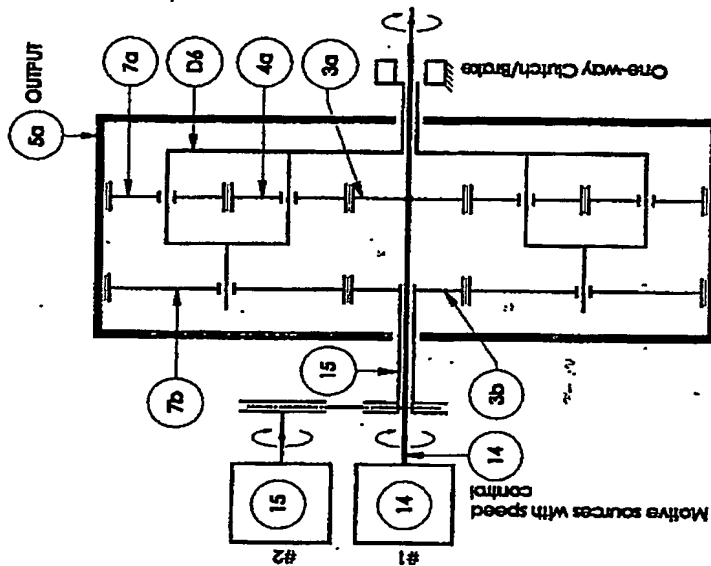 5a OUTPUT
7a
D6
4a
3a
One-way Clutch/Brake
7b
15
3b
15
#2
14
#1
14
Motive sources with speed
control